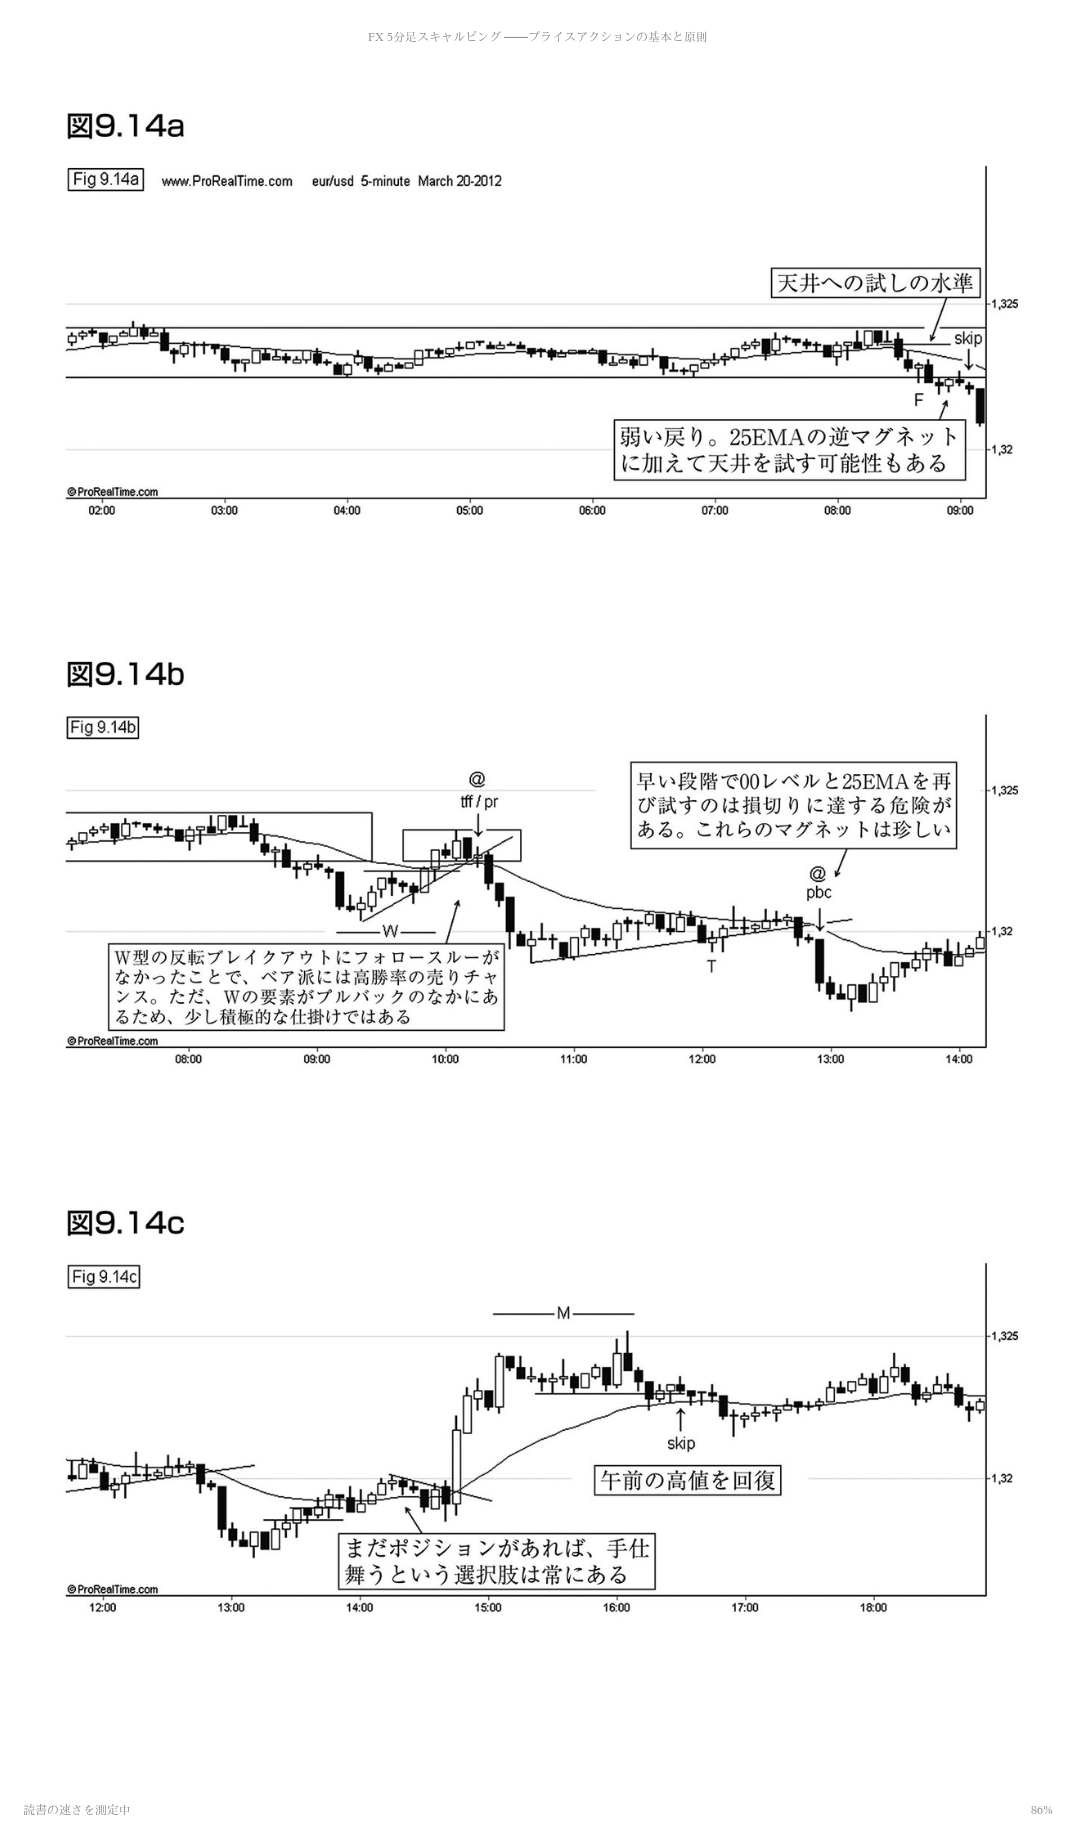 FX 5分足スキャルピング ――プライスアクションの基本と原則
図9.14a
Fig 9.14a www.ProRealTime.com eur/usd 5-minute March 20-2012
天井への試しの水準
1,325
skip
F
弱い戻り。25EMAの逆マグネット
に加えて天井を試す可能性もある
1,32
©ProRealTime.com
02:00 03:00 04:00 05:00 06:00 07:00 08:00 09:00
図9.14b
Fig 9.14b
@
tff / pr
早い段階で00レベルと25EMAを再
び試すのは損切りに達する危険が
ある。これらのマグネットは珍しい
1,325
@
pbc
W
1,32
T
W型の反転ブレイクアウトにフォロースルーが
なかったことで、ベア派には高勝率の売りチャ
ンス。ただ、Wの要素がプルバックのなかにあ
るため、少し積極的な仕掛けではある
©ProRealTime.com
08:00 09:00 10:00 11:00 12:00 13:00 14:00
図9.14c
Fig 9.14c
M
1,325
skip
午前の高値を回復
1,32
まだポジションがあれば、手仕
舞うという選択肢は常にある
©ProRealTime.com
12:00 13:00 14:00 15:00 16:00 17:00 18:00
読書の速さを測定中
86%